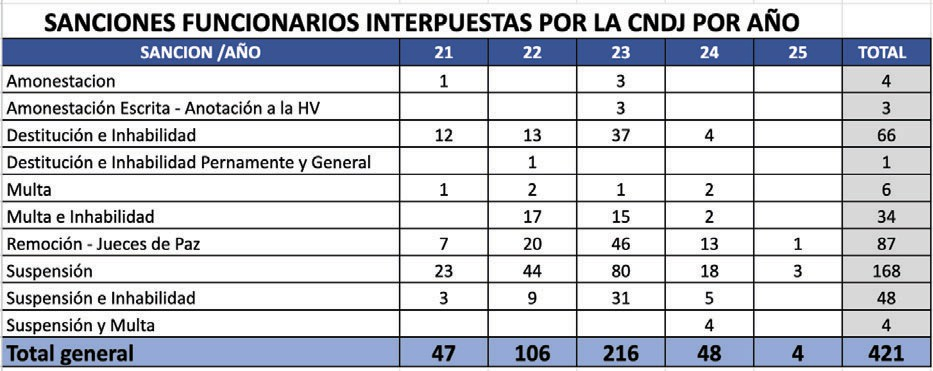 SANCIONES FUNCIONARIOS INTERPUESTAS POR LA CNDJ POR AÑO
SANCION /AÑO 21 22 23 24 25 TOTAL
Amonestacion 1 3 4
Amonestación Escrita - Anotación a la HV 3 3
Destitución e Inhabilidad 12 13 37 4 66
Destitución e Inhabilidad Pernamente y General 1 1
Multa 1 2 1 2 6
Multa e Inhabilidad 17 15 2 34
Remoción - Jueces de Paz 7 20 46 13 1 87
Suspensión 23 44 80 18 3 168
Suspensión e Inhabilidad 3 9 31 5 48
Suspensión y Multa 4 4
Total general 47 106 216 48 4 421